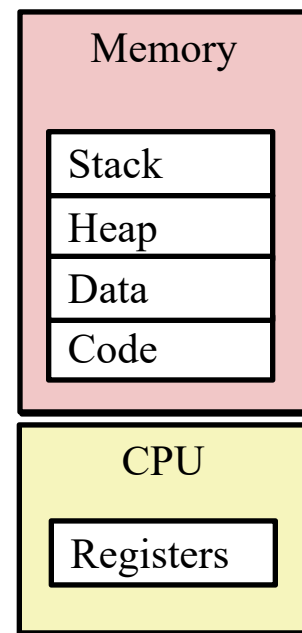 Memory
Stack
Heap
Data
Code
CPU
Registers